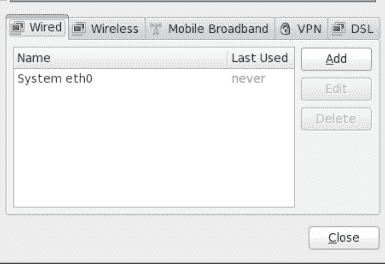 Wired Wireless Mobile Broadband VPN DSL
Name Last Used Add
System eth0 never
Edit
Delete
Close